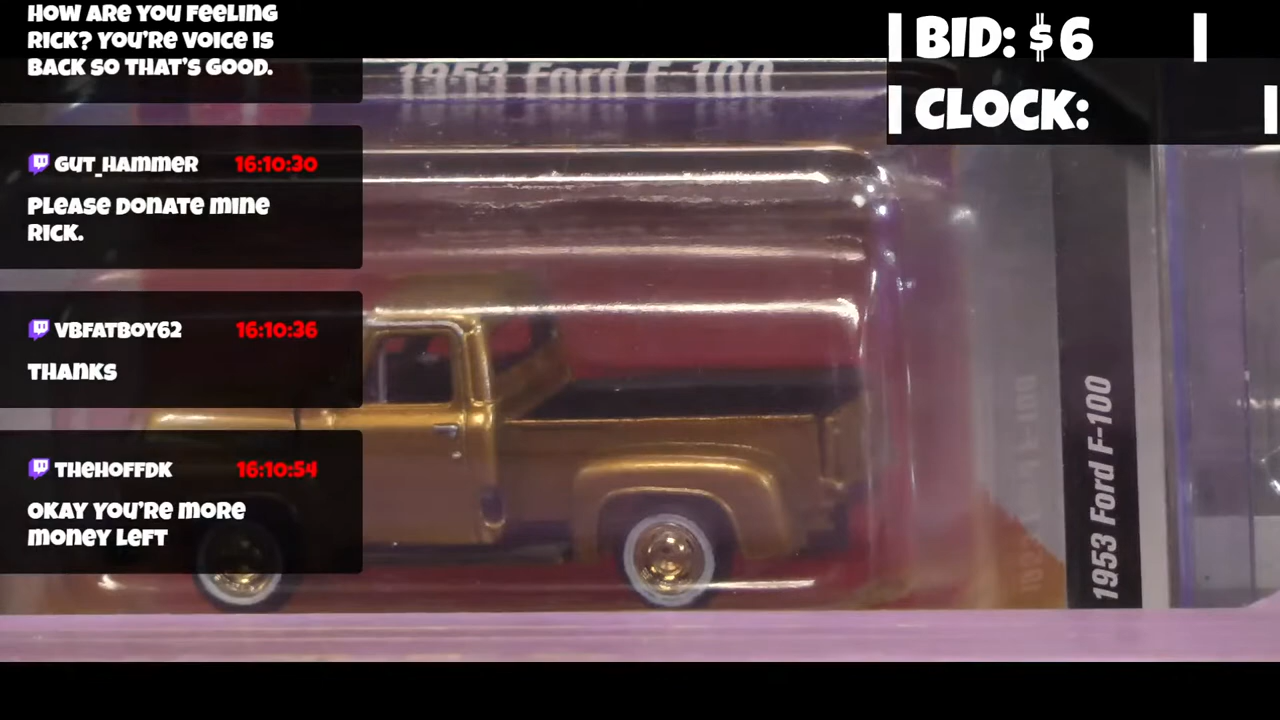 HOW ARE YOU FEELING
RICK? YOU'RE VOICE IS
BACK SO THAT'S GOOD.
GUT_HAMMER 16:10:30
PLEASE DONATE MINE
RICK.
VBFATBOY62 16:10:36
THANKS
THEHOFFDK 16:10:54
OKAY YOU'RE MORE
MONEY LEFT
1953 Ford F-100
| BID: $6 |
| CLOCK: |
1953 Ford F-100